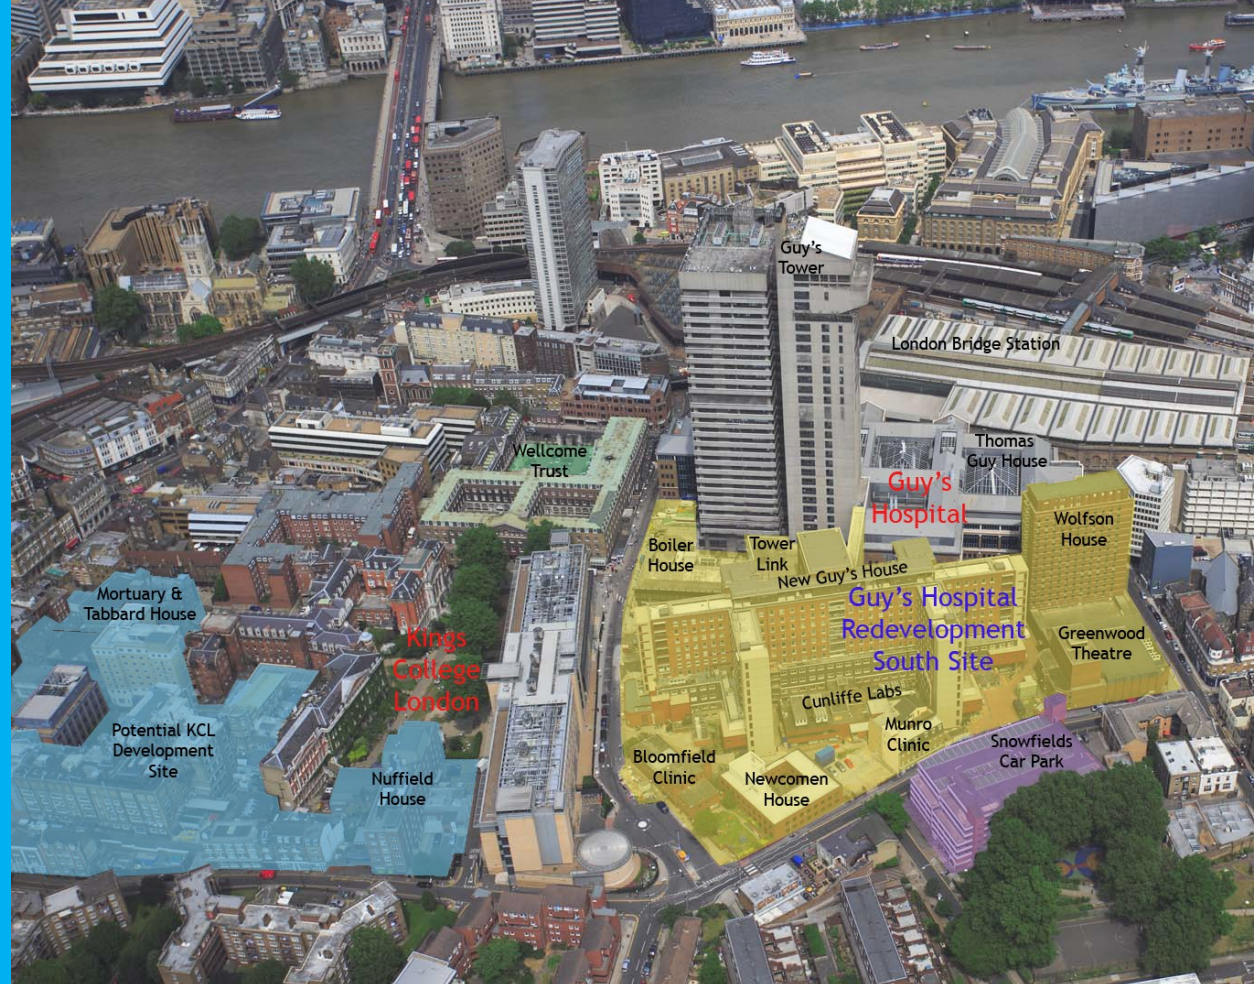 Guy's
Tower
London Bridge Station
Thomas
Guy House
Wellcome
Trust
Guy's
Hospital
Wolfson
House
Boiler
House
Tower
Link
New Guy's House
Mortuary &
Tabbard House
Guy's Hospital
Redevelopment
South Site
Kings
College
London
Greenwood
Theatre
Cunliffe Labs
Munro
Clinic
Potential KCL
Development
Site
Snowfields
Car Park
Bloomfield
Clinic
Nuffield
House
Newcomen
House